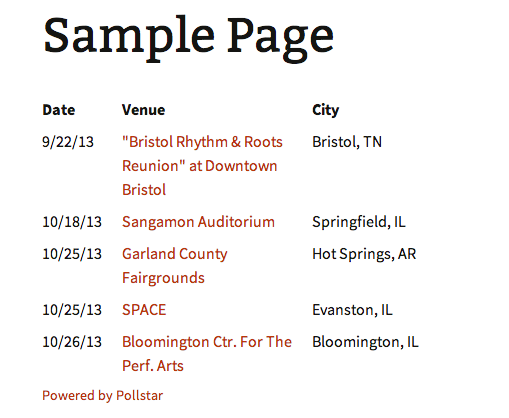 Sample Page
Date Venue City
9/22/13 "Bristol Rhythm & Roots Bristol, TN
Reunion" at Downtown
Bristol
10/18/13 Sangamon Auditorium Springfield, IL
10/25/13 Garland County Hot Springs, AR
Fairgrounds
10/25/13 SPACE Evanston, IL
10/26/13 Bloomington Ctr. For The Bloomington, IL
Perf. Arts
Powered by Pollstar